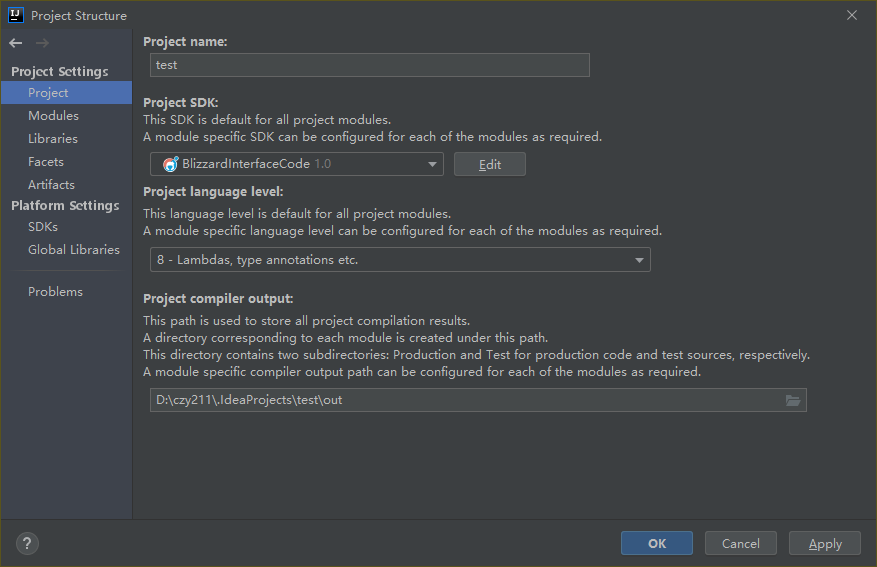 Project Structure
Project Settings
Project
Modules
Libraries
Facets
Artifacts
Platform Settings
SDKs
Global Libraries
Problems
Project name:
test
Project SDK:
This SDK is default for all project modules.
A module specific SDK can be configured for each of the modules as required.
BlizzardInterfaceCode 1.0
Edit
Project language level:
This language level is default for all project modules.
A module specific language level can be configured for each of the modules as required.
8 - Lambdas, type annotations etc.
Project compiler output:
This path is used to store all project compilation results.
A directory corresponding to each module is created under this path.
This directory contains two subdirectories: Production and Test for production code and test sources, respectively.
A module specific compiler output path can be configured for each of the modules as required.
D:\czy211\.IdeaProjects\test\out
?
OK
Cancel
Apply